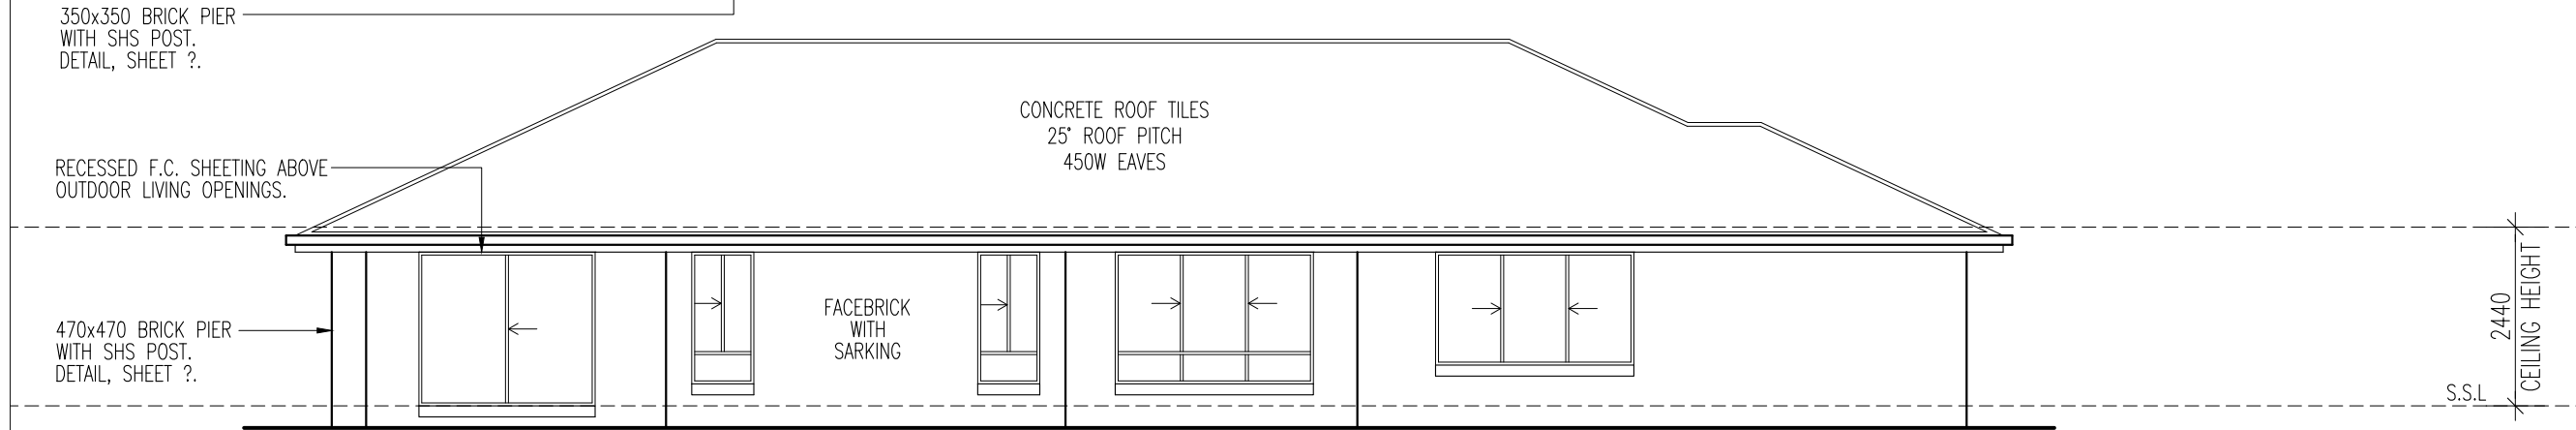 350x350 BRICK PIER
WITH SHS POST.
DETAIL, SHEET ?.
CONCRETE ROOF TILES
25° ROOF PITCH
450W EAVES
RECESSED F.C. SHEETING ABOVE
OUTDOOR LIVING OPENINGS.
FACEBRICK
WITH
SARKING
470x470 BRICK PIER
WITH SHS POST.
DETAIL, SHEET ?.
2440
CEILING HEIGHT
S.S.L